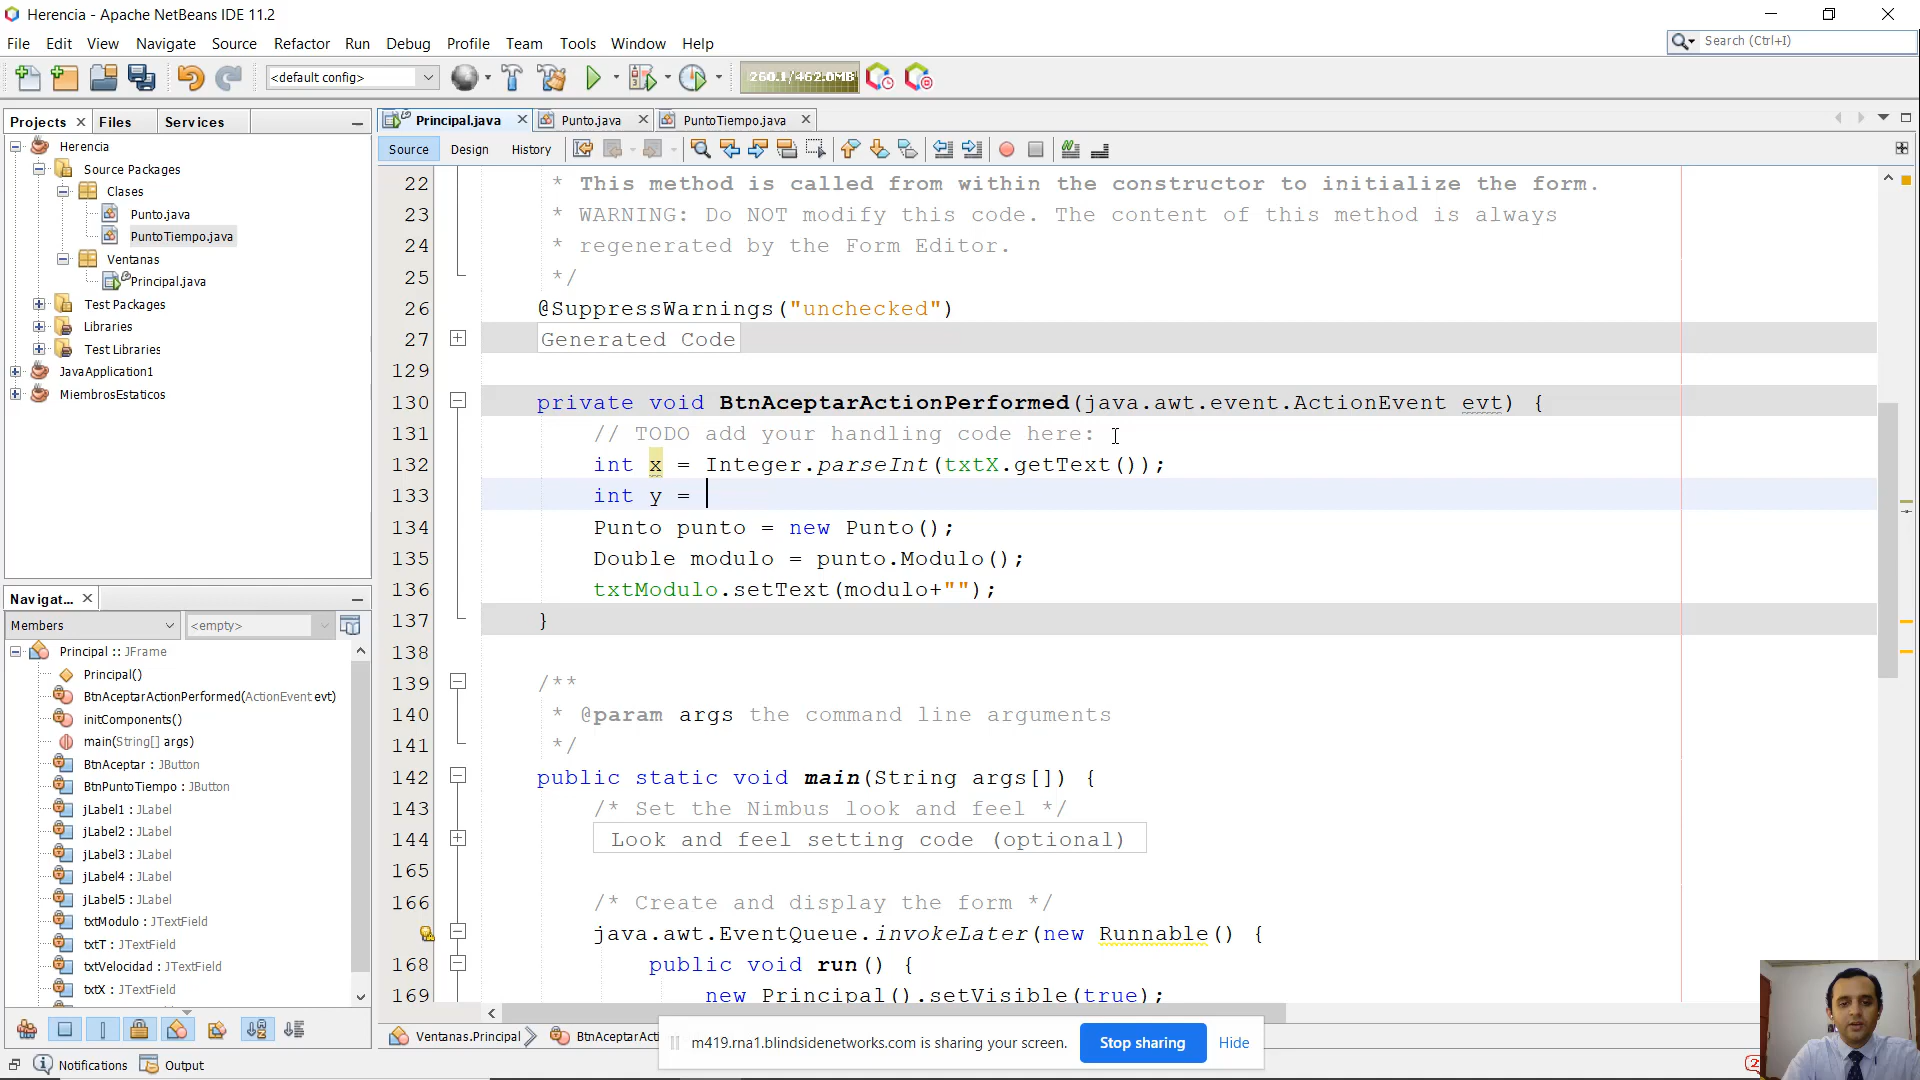 Herencia - Apache NetBeans IDE 11.2
File Edit View Navigate Source Refactor Run Debug Profile Team Tools Window Help
Search (Ctrl+I)
<default config>
260.1/462.0MB
Projects Files Services
Principal.java Punto.java PuntoTiempo.java
Source Design History
Herencia
Source Packages
Clases
Punto.java
PuntoTiempo.java
Ventanas
Principal.java
Test Packages
Libraries
Test Libraries
JavaApplication1
MiembrosEstaticos
22 * This method is called from within the constructor to initialize the form.
23 * WARNING: Do NOT modify this code. The content of this method is always
24 * regenerated by the Form Editor.
25 */
26 @SuppressWarnings("unchecked")
27 Generated Code
129
130 private void BtnAceptarActionPerformed(java.awt.event.ActionEvent evt) {
131 // TODO add your handling code here:
132 int x = Integer.parseInt(txtX.getText());
133 int y =
134 Punto punto = new Punto();
135 Double modulo = punto.Modulo();
136 txtModulo.setText(modulo+"");
137 }
138
139 /**
140 * @param args the command line arguments
141 */
142 public static void main(String args[]) {
143 /* Set the Nimbus look and feel */
144 Look and feel setting code (optional)
165
166 /* Create and display the form */
java.awt.EventQueue.invokeLater(new Runnable() {
168 public void run() {
169 new Principal().setVisible(true);
Navigat...
Members <empty>
Principal :: JFrame
Principal()
BtnAceptarActionPerformed(ActionEvent evt)
initComponents()
main(String[] args)
BtnAceptar : JButton
BtnPuntoTiempo : JButton
jLabel1 : JLabel
jLabel2 : JLabel
jLabel3 : JLabel
jLabel4 : JLabel
jLabel5 : JLabel
txtModulo : JTextField
txtT : JTextField
txtVelocidad : JTextField
txtX : JTextField
Ventanas.Principal BtnAceptarActi
m419.rna1.blindsidenetworks.com is sharing your screen. Stop sharing Hide
Notifications Output